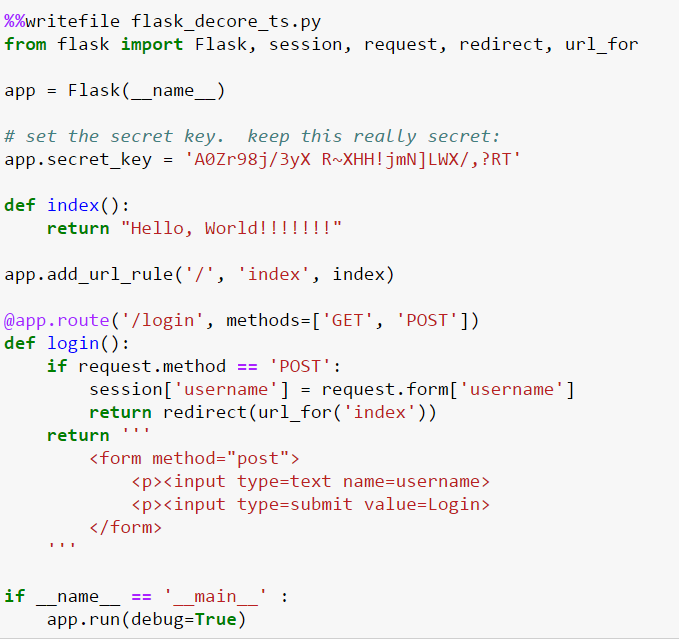 %%writefile flask_decore_ts.py
from flask import Flask, session, request, redirect, url_for

app = Flask(__name__)

# set the secret key.  keep this really secret:
app.secret_key = 'A0Zr98j/3yX R~XHH!jmN]LWX/,?RT'

def index():
    return "Hello, World!!!!!!!"

app.add_url_rule('/', 'index', index)

@app.route('/login', methods=['GET', 'POST'])
def login():
    if request.method == 'POST':
        session['username'] = request.form['username']
        return redirect(url_for('index'))
    return '''
        <form method="post">
            <p><input type=text name=username>
            <p><input type=submit value=Login>
        </form>
    '''

if __name__ == '__main__' :
    app.run(debug=True)